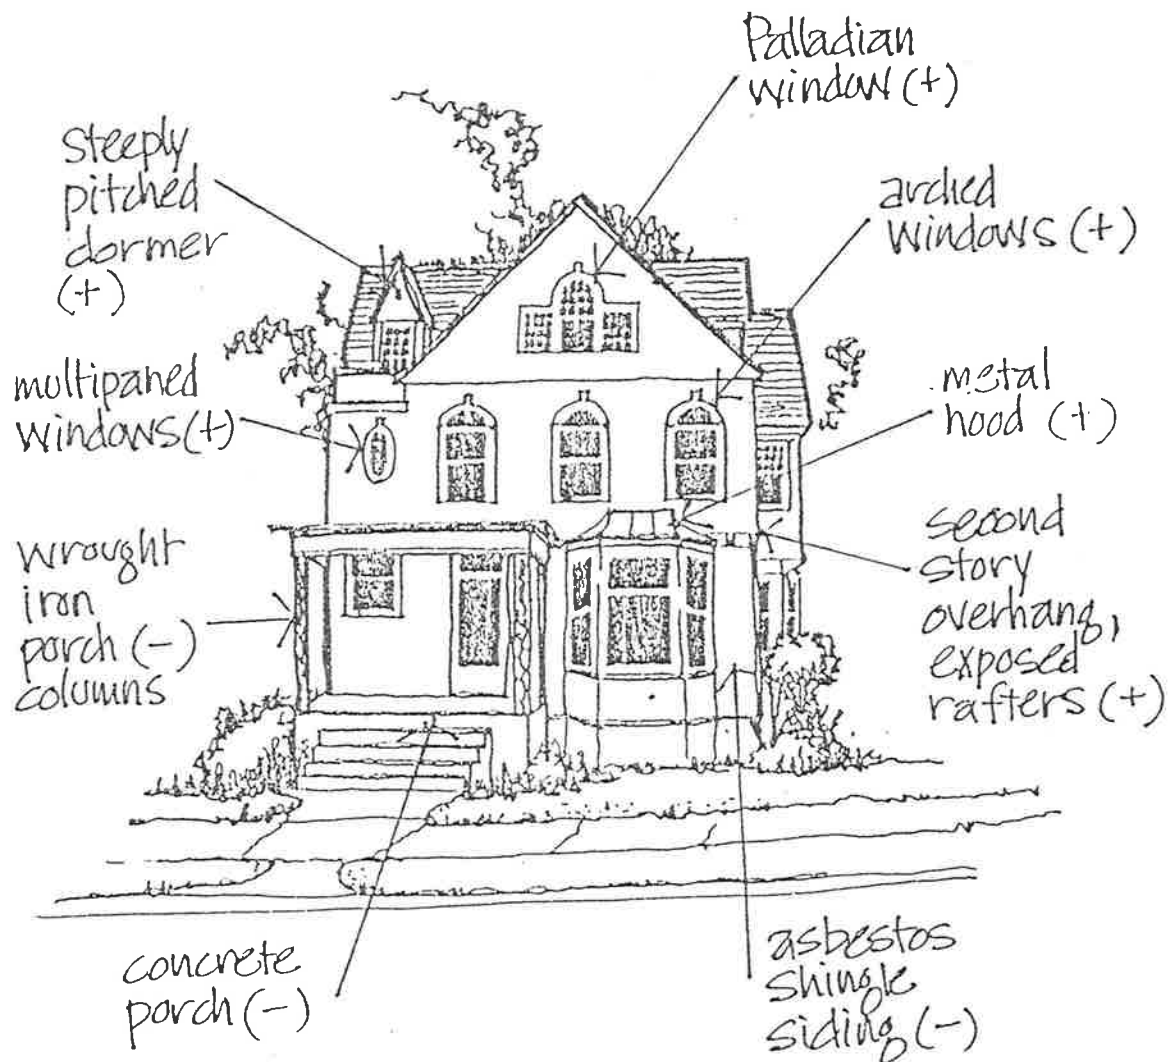 Palladian
window (+)
steeply
pitched
dormer
(+)
arched
windows (+)
multipaned
windows (+)
metal
hood (+)
wrought
iron
porch (-)
columns
second
story
overhang,
exposed
rafters (+)
concrete
porch (-)
asbestos
shingle
siding (-)